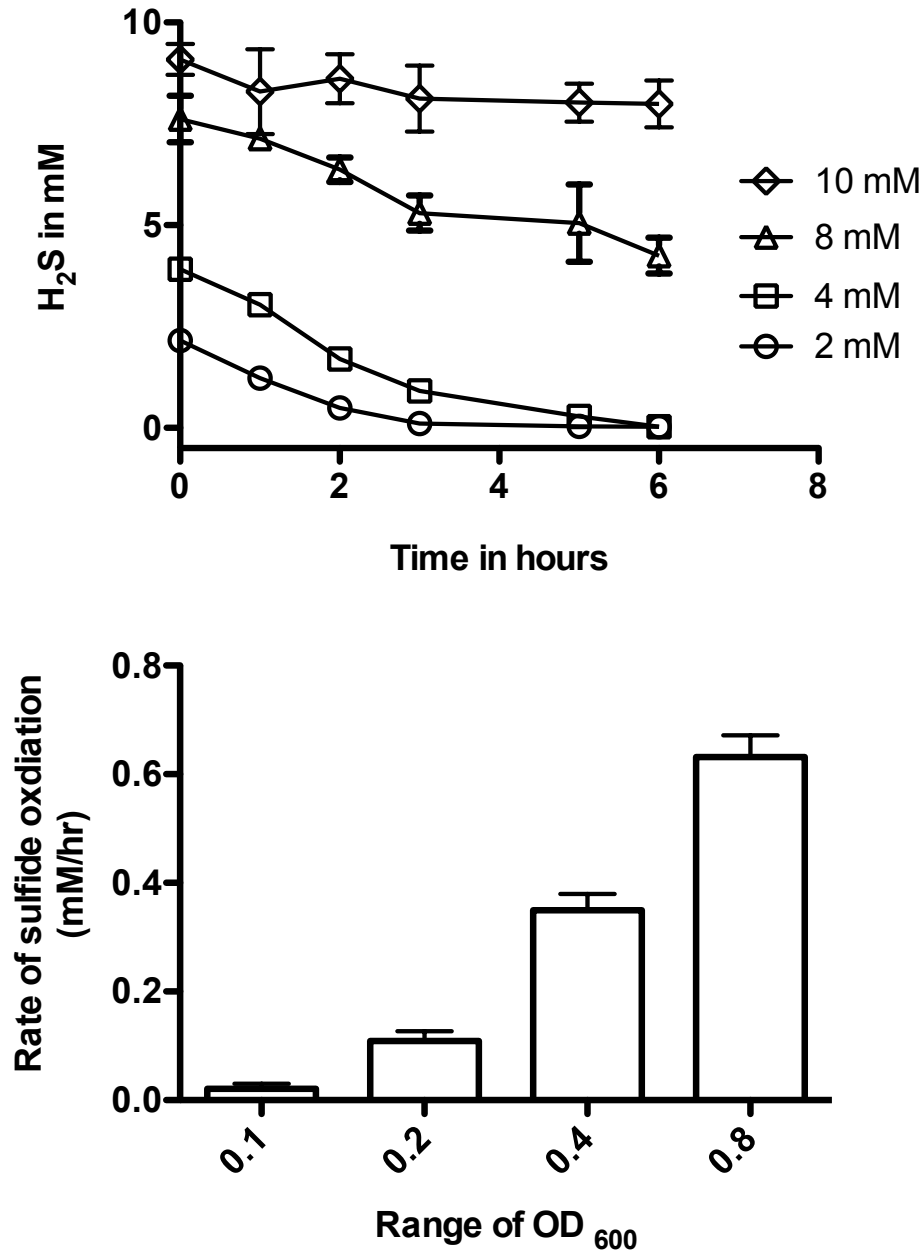 10
5
0
H2S in mM
0 2 4 6 8
Time in hours
10 mM
8 mM
4 mM
2 mM
0.8
0.6
0.4
0.2
0.0
Rate of sulfide oxdiation
(mM/hr)
0.1 0.2 0.4 0.8
Range of OD 600